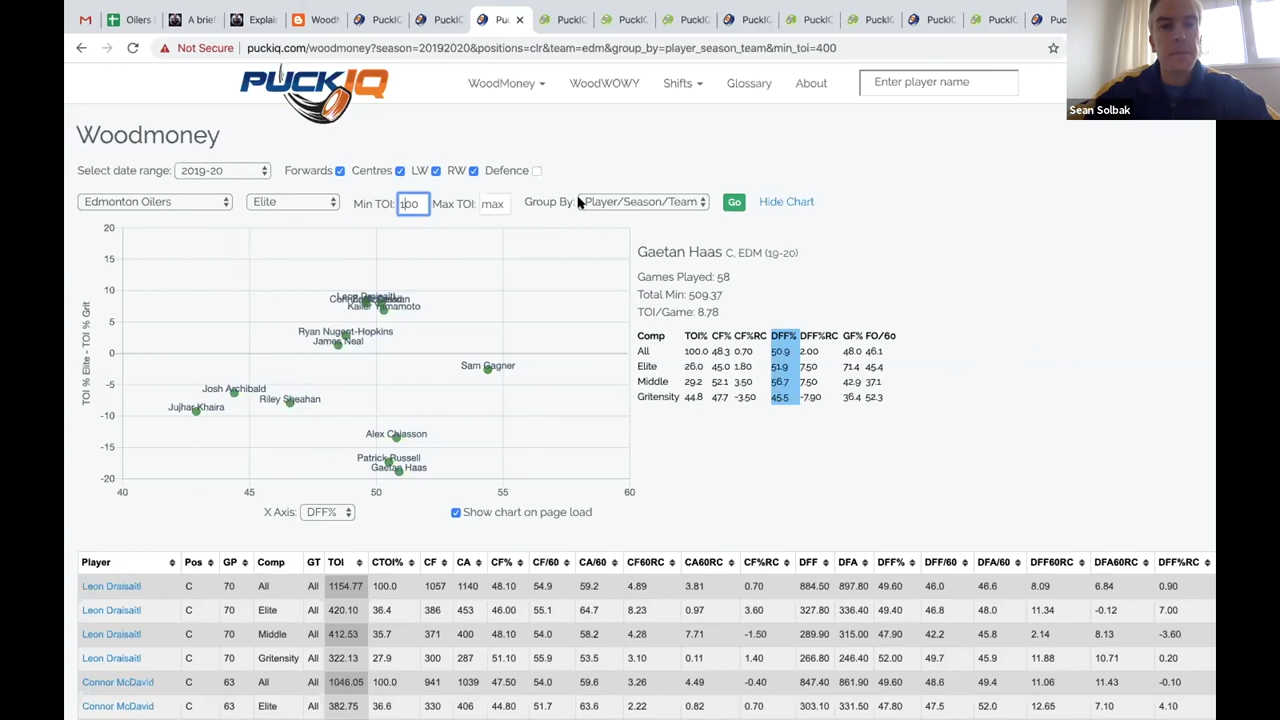 Oilers
A brief
Explain
WoodM
PuckIQ
PuckIQ
Puc
PuckIQ
PuckIQ
PuckIQ
PuckIQ
PuckIQ
PuckIQ
PuckIQ
PuckIQ
PuckI
Not Secure | puckiq.com/woodmoney?season=20192020&positions=clr&team=edm&group_by=player_season_team&min_toi=400
Sean Solbak
PUCKIQ
WoodMoney WoodWOWY Shifts Glossary About Enter player name
Woodmoney
Select date range: 2019-20 Forwards Centres LW RW Defence
Edmonton Oilers Elite Min TOI: 100 Max TOI: max Group By: Player/Season/Team Go Hide Chart
20
15
10
5
0
-5
-10
-15
-20
TOI % Elite - TOI % Grit
Leon Draisaitl
Kailer Yamamoto
Ryan Nugent-Hopkins
James Neal
Sam Gagner
Josh Archibald
Riley Sheahan
Jujhar Khaira
Alex Chiasson
Patrick Russell
Gaetan Haas
40 45 50 55 60
X Axis: DFF% Show chart on page load
Gaetan Haas C, EDM (19-20)
Games Played: 58
Total Min: 509.37
TOI/Game: 8.78
Comp TOI% CF% CF%RC DFF% DFF%RC GF% FO/60
All 100.0 48.3 0.70 50.9 2.00 48.0 46.1
Elite 26.0 45.0 1.80 51.9 7.50 71.4 45.4
Middle 29.2 52.1 3.50 56.7 7.50 42.9 37.1
Gritensity 44.8 47.7 -3.50 45.5 -7.90 36.4 52.3
Player Pos GP Comp GT TOI CTOI% CF CA CF% CF/60 CA/60 CF60RC CA60RC CF%RC DFF DFA DFF% DFF/60 DFA/60 DFF60RC DFA60RC DFF%RC
Leon Draisaitl C 70 All All 1154.77 100.0 1057 1140 48.10 54.9 59.2 4.89 3.81 0.70 884.50 897.80 49.60 46.0 46.6 8.09 6.84 0.90
Leon Draisaitl C 70 Elite All 420.10 36.4 386 453 46.00 55.1 64.7 8.23 0.97 3.60 327.80 336.40 49.40 46.8 48.0 11.34 -0.12 7.00
Leon Draisaitl C 70 Middle All 412.53 35.7 371 400 48.10 54.0 58.2 4.28 7.71 -1.50 289.90 315.00 47.90 42.2 45.8 2.14 8.13 -3.60
Leon Draisaitl C 70 Gritensity All 322.13 27.9 300 287 51.10 55.9 53.5 3.10 0.11 1.40 266.80 246.40 52.00 49.7 45.9 11.88 10.71 0.20
Connor McDavid C 63 All All 1046.05 100.0 941 1039 47.50 54.0 59.6 3.26 4.49 -0.40 847.40 861.90 49.60 48.6 49.4 11.06 11.43 -0.10
Connor McDavid C 63 Elite All 382.75 36.6 330 406 44.80 51.7 63.6 2.22 0.82 0.70 303.10 331.50 47.80 47.5 52.0 12.65 7.10 4.10